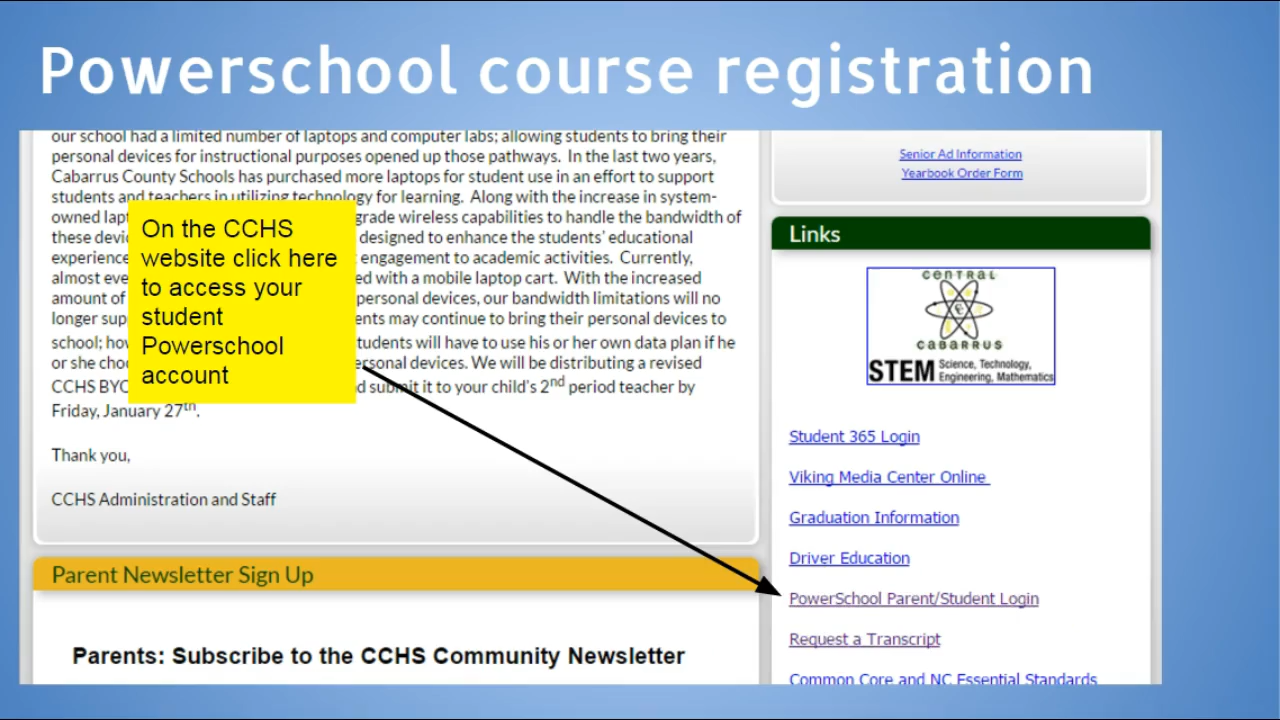 Powerschool course registration
our school had a limited number of laptops and computer labs; allowing students to bring their
personal devices for instructional purposes opened up those pathways. In the last two years,
Cabarrus County Schools has purchased more laptops for student use in an effort to support
students and teachers in utilizing technology for learning. Along with the increase in system-
owned grade wireless capabilities to handle the bandwidth of
these designed to enhance the students' educational
experience engagement to academic activities. Currently,
almost with a mobile laptop cart. With the increased
amount of personal devices, our bandwidth limitations will no
longer may continue to bring their personal devices to
school; students will have to use his or her own data plan if he
or she personal devices. We will be distributing a revised
CCHS and submit it to your child's 2nd period teacher by
Friday, January 27th.
Thank you,
CCHS Administration and Staff
On the CCHS
website click here
to access your
student
Powerschool
account
Parent Newsletter Sign Up
Parents: Subscribe to the CCHS Community Newsletter
Senior Ad Information
Yearbook Order Form
Links
CENTRAL
CABARRUS
STEM Science, Technology,
Engineering, Mathematics
Student 365 Login
Viking Media Center Online
Graduation Information
Driver Education
PowerSchool Parent/Student Login
Request a Transcript
Common Core and NC Essential Standards